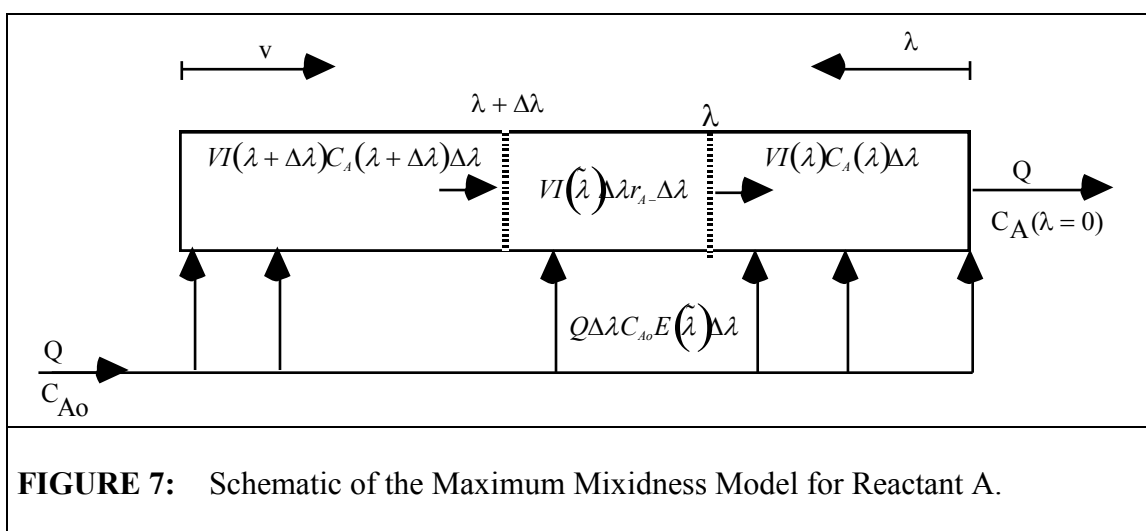 v
λ
λ + Δλ
λ
VI(λ + Δλ)C_A(λ + Δλ)Δλ
VI(λ̃)Δλr_A−Δλ
VI(λ)C_A(λ)Δλ
Q
C_A(λ = 0)
QΔλC_AoE(λ̃)Δλ
Q
C_Ao
FIGURE 7: Schematic of the Maximum Mixidness Model for Reactant A.